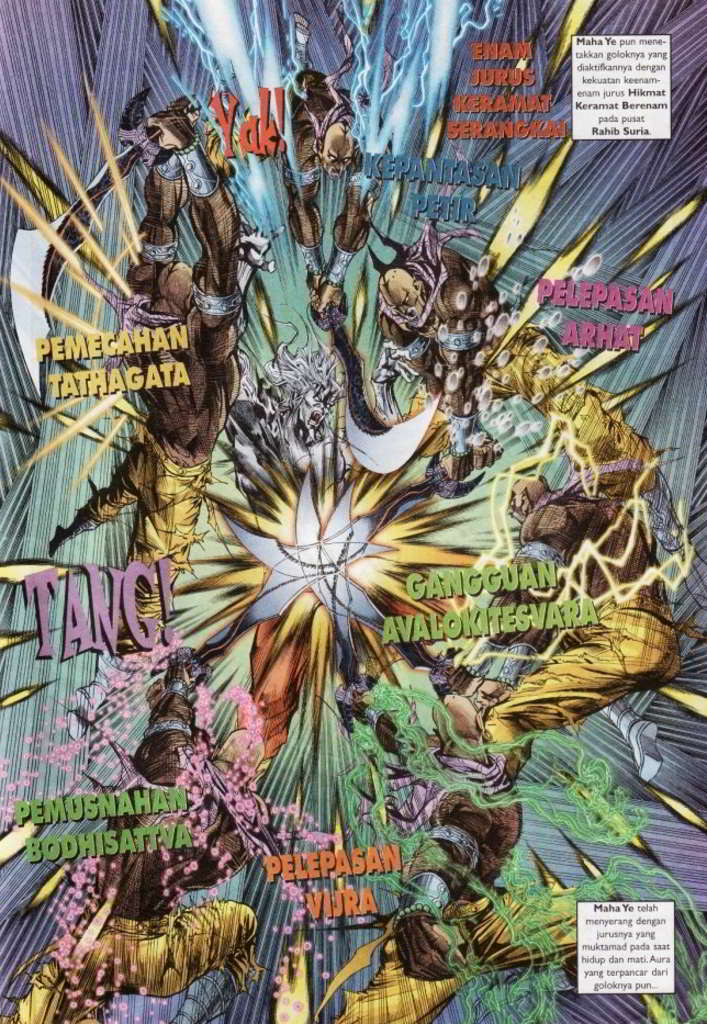 Maha Ye pun mene-
takkan goloknya yang
diaktifkannya dengan
kekuatan keenam-
enam jurus Hikmat
Keramat Berenam
pada pusat
Rahib Suria.
ENAM
JURUS
KERAMAT
SERANGKAI
Yak!
KEPANTASAN
PETIR
PELEPASAN
ARHAT
PEMECAHAN
TATHAGATA
TANG!
GANGGUAN
AVALOKITESVARA
PEMUSNAHAN
BODHISATTVA
PELEPASAN
VIJRA
Maha Ye telah
menyerang dengan
jurusnya yang
muktamad pada saat
hidup dan mati. Aura
yang terpancar dari
goloknya pun...